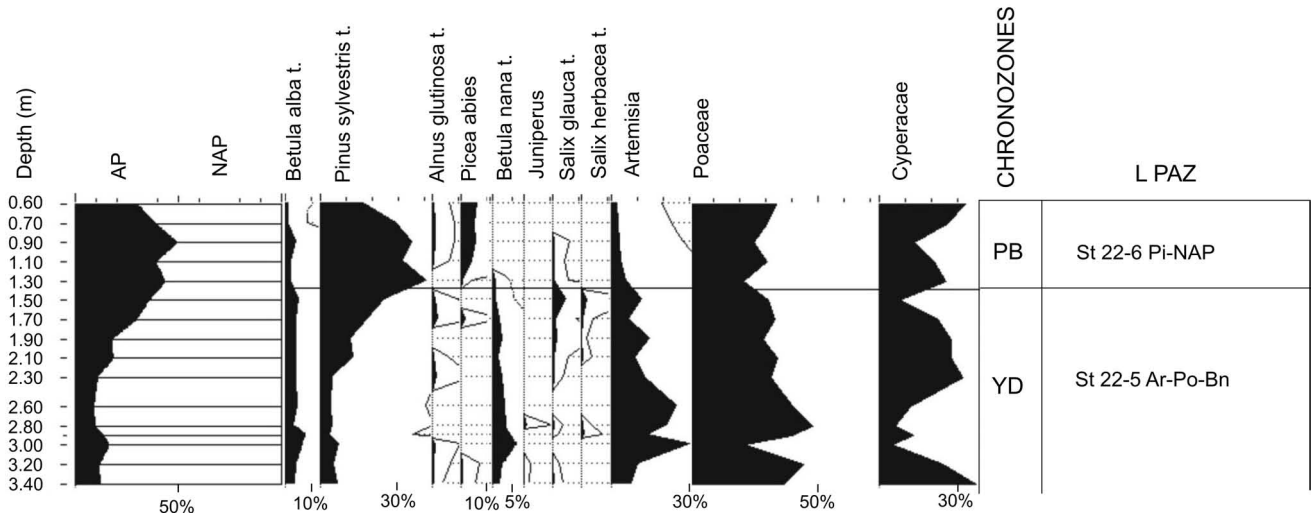 Depth (m)
AP
NAP
Betula alba t.
Pinus sylvestris t.
Alnus glutinosa t.
Picea abies
Betula nana t.
Juniperus
Salix glauca t.
Salix herbacea t.
Artemisia
Poaceae
Cyperacae
CHRONOZONES
L PAZ
0.60
0.70
0.90
1.10
1.30
1.50
1.70
1.90
2.10
2.30
2.60
2.80
3.00
3.20
3.40
PB
St 22-6 Pi-NAP
YD
St 22-5 Ar-Po-Bn
50%
10%
30%
10%
5%
30%
50%
30%